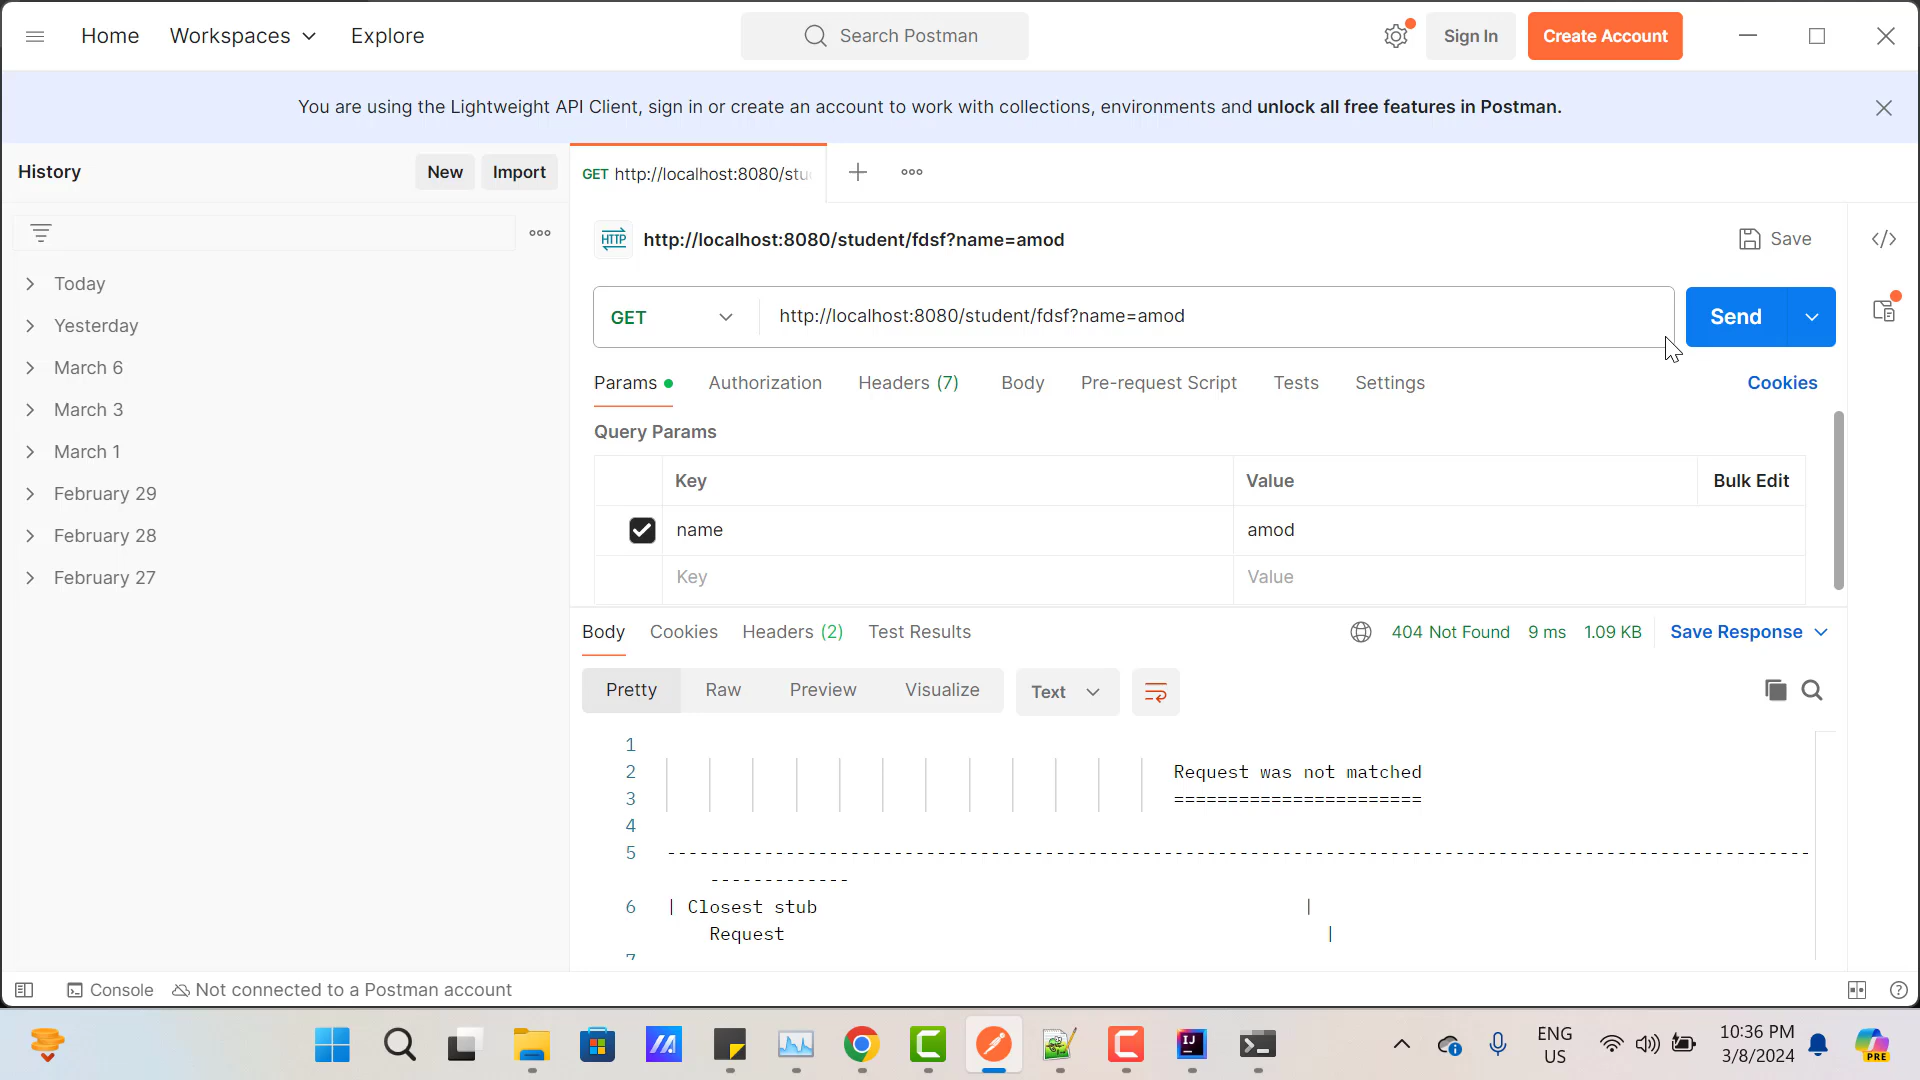 Home Workspaces Explore Search Postman Sign In Create Account
You are using the Lightweight API Client, sign in or create an account to work with collections, environments and unlock all free features in Postman.
History New Import
GET http://localhost:8080/stu
Today
Yesterday
March 6
March 3
March 1
February 29
February 28
February 27
HTTP http://localhost:8080/student/fdsf?name=amod Save </>
GET http://localhost:8080/student/fdsf?name=amod Send
Params Authorization Headers (7) Body Pre-request Script Tests Settings Cookies
Query Params
Key Value Bulk Edit
name amod
Key Value
Body Cookies Headers (2) Test Results 404 Not Found 9 ms 1.09 KB Save Response
Pretty Raw Preview Visualize Text
1
2 Request was not matched
3 =======================
4
5 ----------------------------------------------------------------------------------------------------------
-------------
6 | Closest stub |
Request |
7
Console Not connected to a Postman account
ENG
US
10:36 PM
3/8/2024
PRE